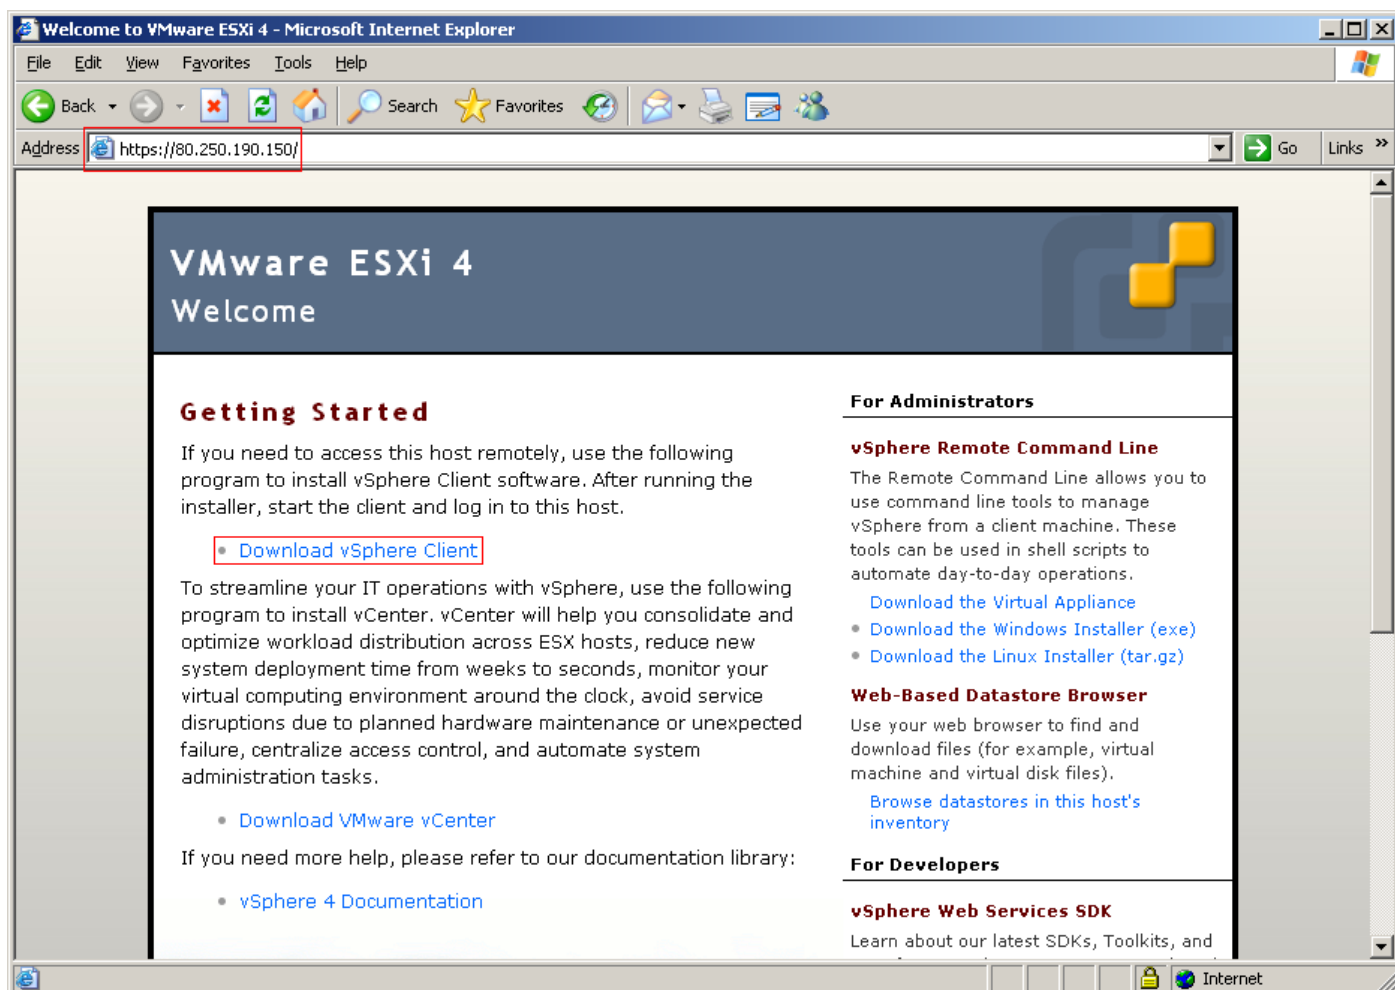 Welcome to VMware ESXi 4 - Microsoft Internet Explorer
File Edit View Favorites Tools Help
Back Search Favorites
Address https://80.250.190.150/ Go Links »
VMware ESXi 4
Welcome
Getting Started
If you need to access this host remotely, use the following
program to install vSphere Client software. After running the
installer, start the client and log in to this host.
Download vSphere Client
To streamline your IT operations with vSphere, use the following
program to install vCenter. vCenter will help you consolidate and
optimize workload distribution across ESX hosts, reduce new
system deployment time from weeks to seconds, monitor your
virtual computing environment around the clock, avoid service
disruptions due to planned hardware maintenance or unexpected
failure, centralize access control, and automate system
administration tasks.
Download VMware vCenter
If you need more help, please refer to our documentation library:
vSphere 4 Documentation
For Administrators
vSphere Remote Command Line
The Remote Command Line allows you to
use command line tools to manage
vSphere from a client machine. These
tools can be used in shell scripts to
automate day-to-day operations.
Download the Virtual Appliance
Download the Windows Installer (exe)
Download the Linux Installer (tar.gz)
Web-Based Datastore Browser
Use your web browser to find and
download files (for example, virtual
machine and virtual disk files).
Browse datastores in this host's
inventory
For Developers
vSphere Web Services SDK
Learn about our latest SDKs, Toolkits, and
Internet